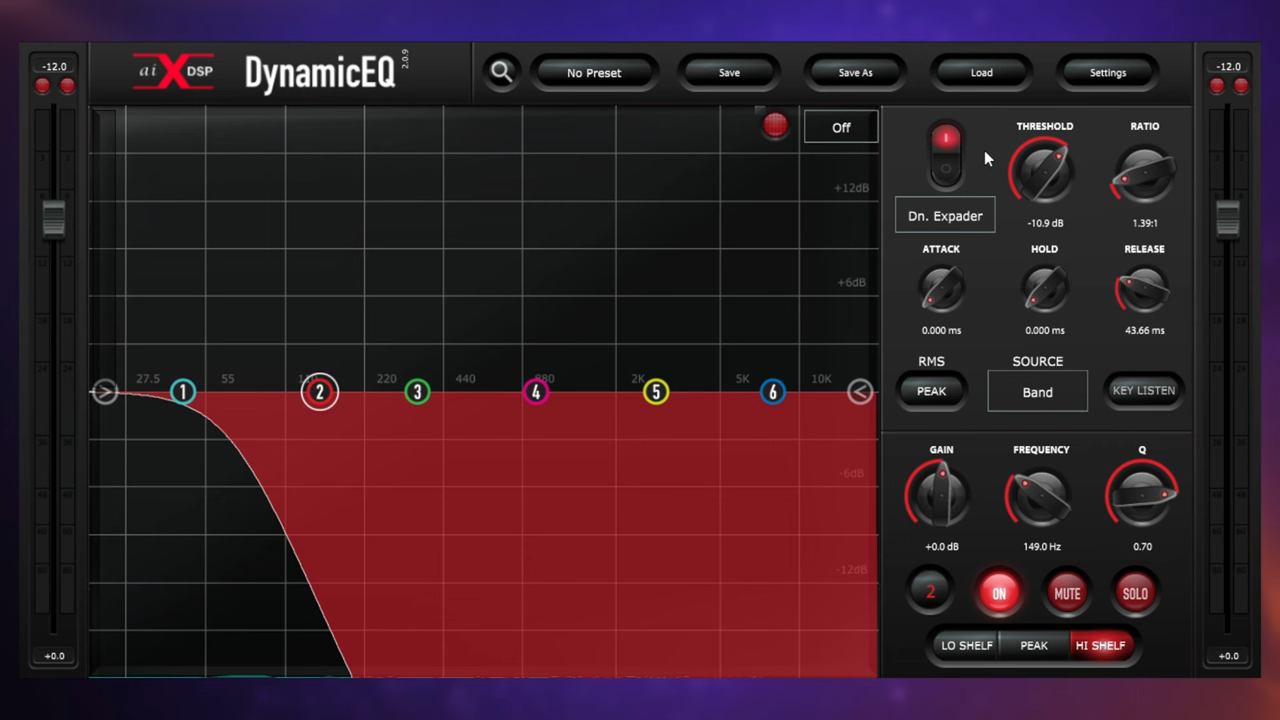 -12.0
aiXDSP
DynamicEQ
2.0.9
No Preset
Save
Save As
Load
Settings
-12.0
Off
THRESHOLD
RATIO
+12dB
Dn. Expader
-10.9 dB
1.39:1
ATTACK
HOLD
RELEASE
+6dB
0.000 ms
0.000 ms
43.66 ms
RMS
SOURCE
27.5
55
220
440
880
2K
5K
10K
>
1
2
3
4
5
6
<
PEAK
Band
KEY LISTEN
GAIN
FREQUENCY
Q
-6dB
+0.0 dB
149.0 Hz
0.70
-12dB
2
ON
MUTE
SOLO
LO SHELF
PEAK
HI SHELF
+0.0
+0.0